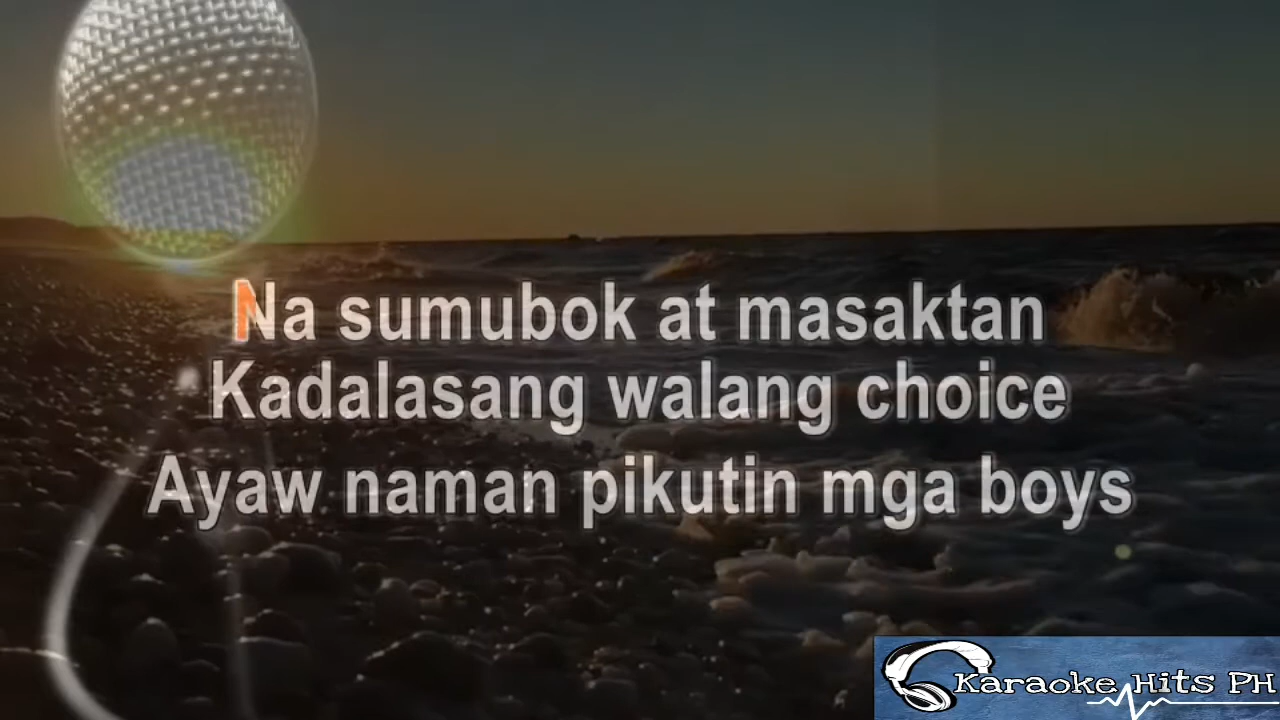 Na sumubok at masaktan
Kadalasang walang choice
Ayaw naman pikutin mga boys
Karaoke Hits PH